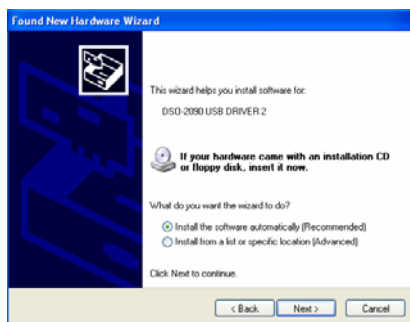 Found New Hardware Wizard
This wizard helps you install software for:
DSO-2090 USB DRIVER 2
If your hardware came with an installation CD
or floppy disk, insert it now.
What do you want the wizard to do?
Install the software automatically (Recommended)
Install from a list or specific location (Advanced)
Click Next to continue.
< Back
Next >
Cancel